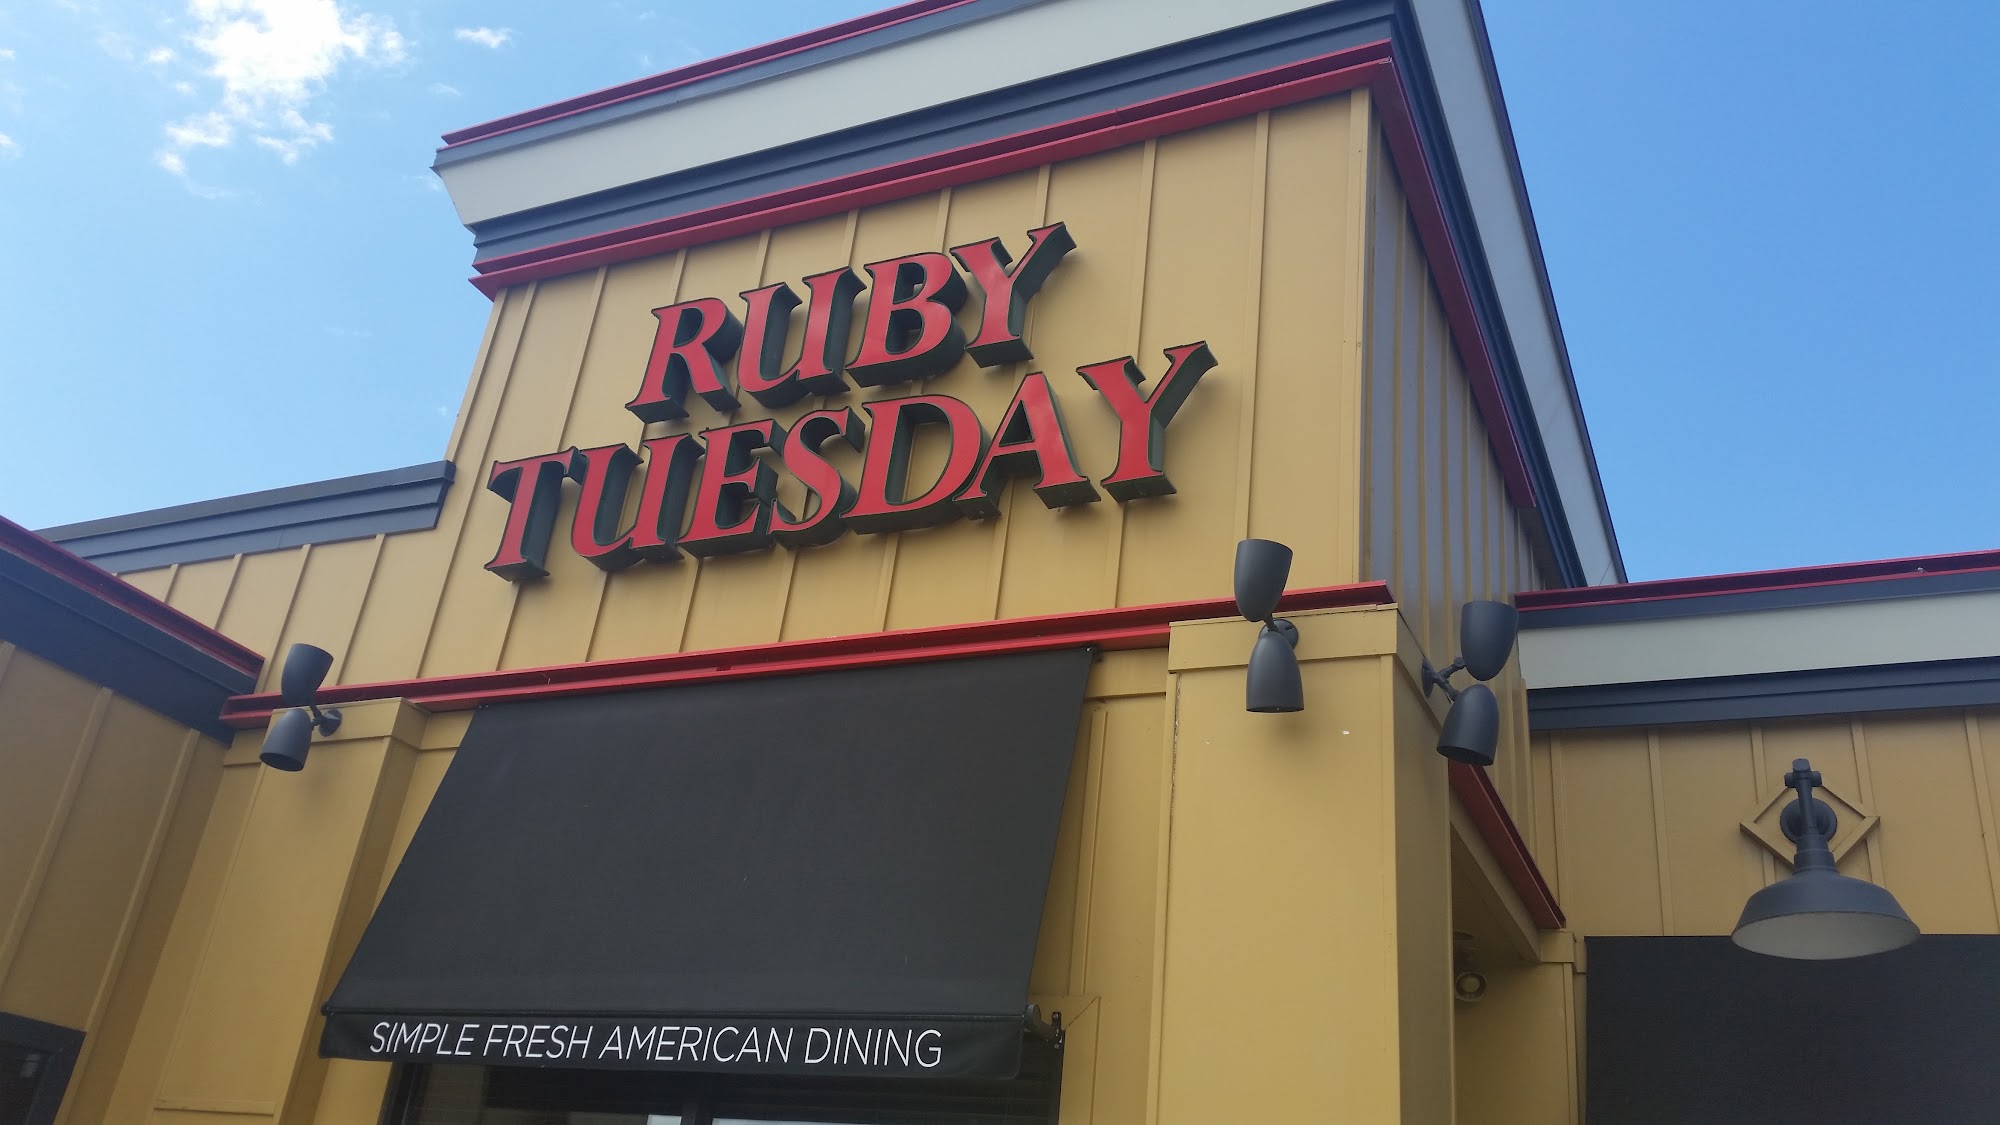 RUBY
TUESDAY
SIMPLE FRESH AMERICAN DINING